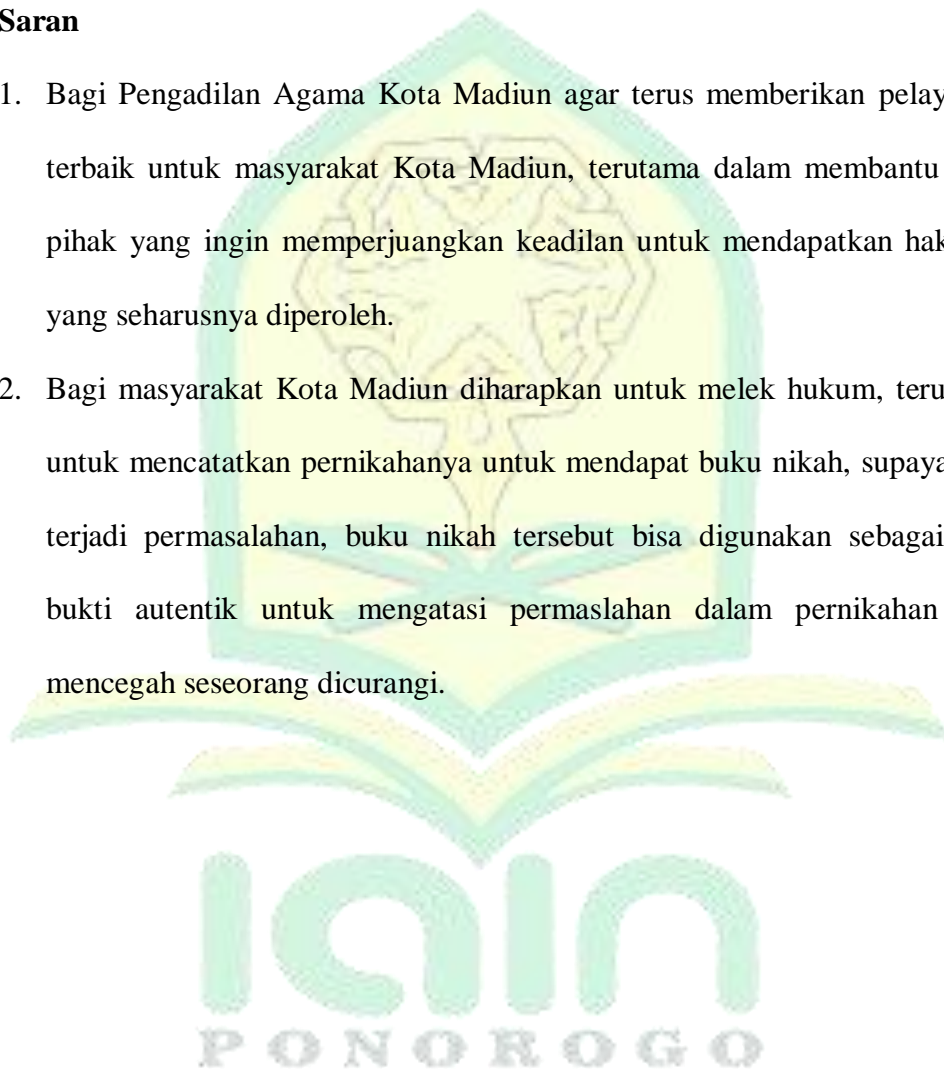 Saran
1. Bagi Pengadilan Agama Kota Madiun agar terus memberikan pelay
terbaik untuk masyarakat Kota Madiun, terutama dalam membantu
pihak yang ingin memperjuangkan keadilan untuk mendapatkan hak
yang seharusnya diperoleh.
2. Bagi masyarakat Kota Madiun diharapkan untuk melek hukum, teru
untuk mencatatkan pernikahanya untuk mendapat buku nikah, supaya
terjadi permasalahan, buku nikah tersebut bisa digunakan sebagai
bukti autentik untuk mengatasi permaslahan dalam pernikahan
mencegah seseorang dicurangi.
iain
PONOROGO